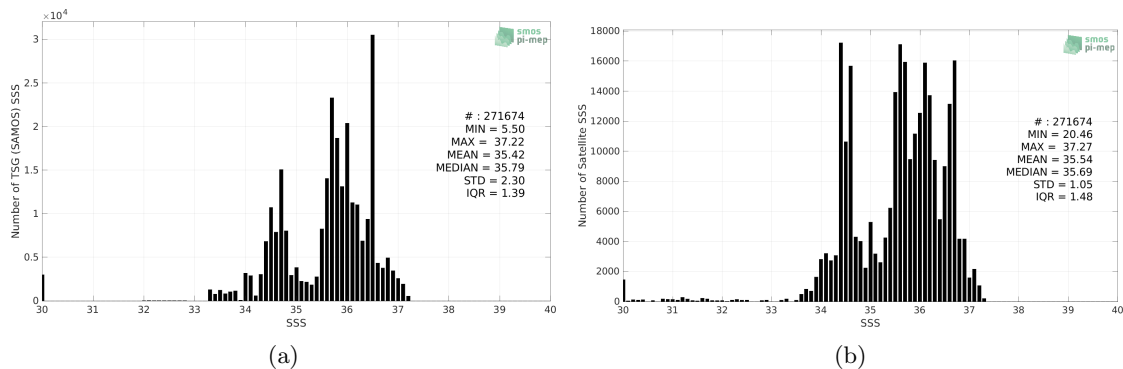 ×10⁴
3
2.5
2
1.5
1
0.5
0
30 31 32 33 34 35 36 37 38 39 40
SSS
Number of TSG (SAMOS) SSS
smos
pi-mep
# : 271674
MIN = 5.50
MAX = 37.22
MEAN = 35.42
MEDIAN = 35.79
STD = 2.30
IQR = 1.39
(a)
18000
16000
14000
12000
10000
8000
6000
4000
2000
0
30 31 32 33 34 35 36 37 38 39 40
SSS
Number of Satellite SSS
smos
pi-mep
# : 271674
MIN = 20.46
MAX = 37.27
MEAN = 35.54
MEDIAN = 35.69
STD = 1.05
IQR = 1.48
(b)